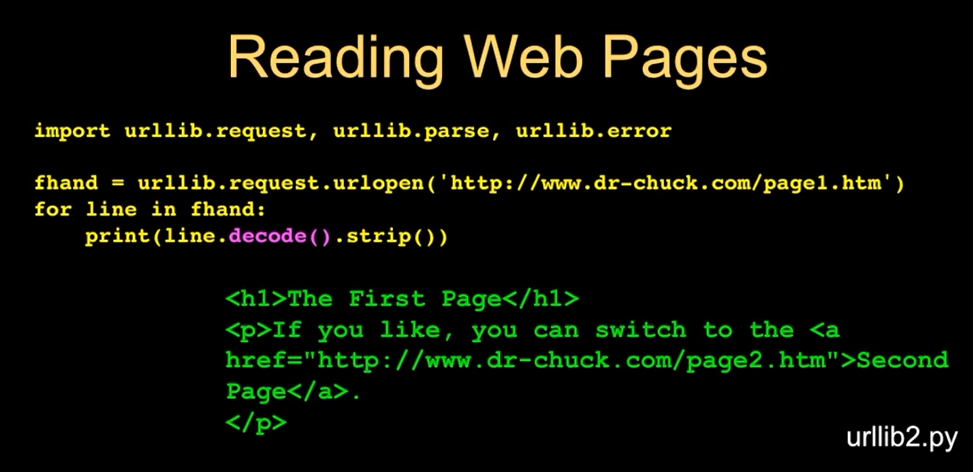 Reading Web Pages
import urllib.request, urllib.parse, urllib.error
fhand = urllib.request.urlopen('http://www.dr-chuck.com/page1.htm')
for line in fhand:
    print(line.decode().strip())
<h1>The First Page</h1>
<p>If you like, you can switch to the <a
href="http://www.dr-chuck.com/page2.htm">Second
Page</a>.
</p>
urllib2.py